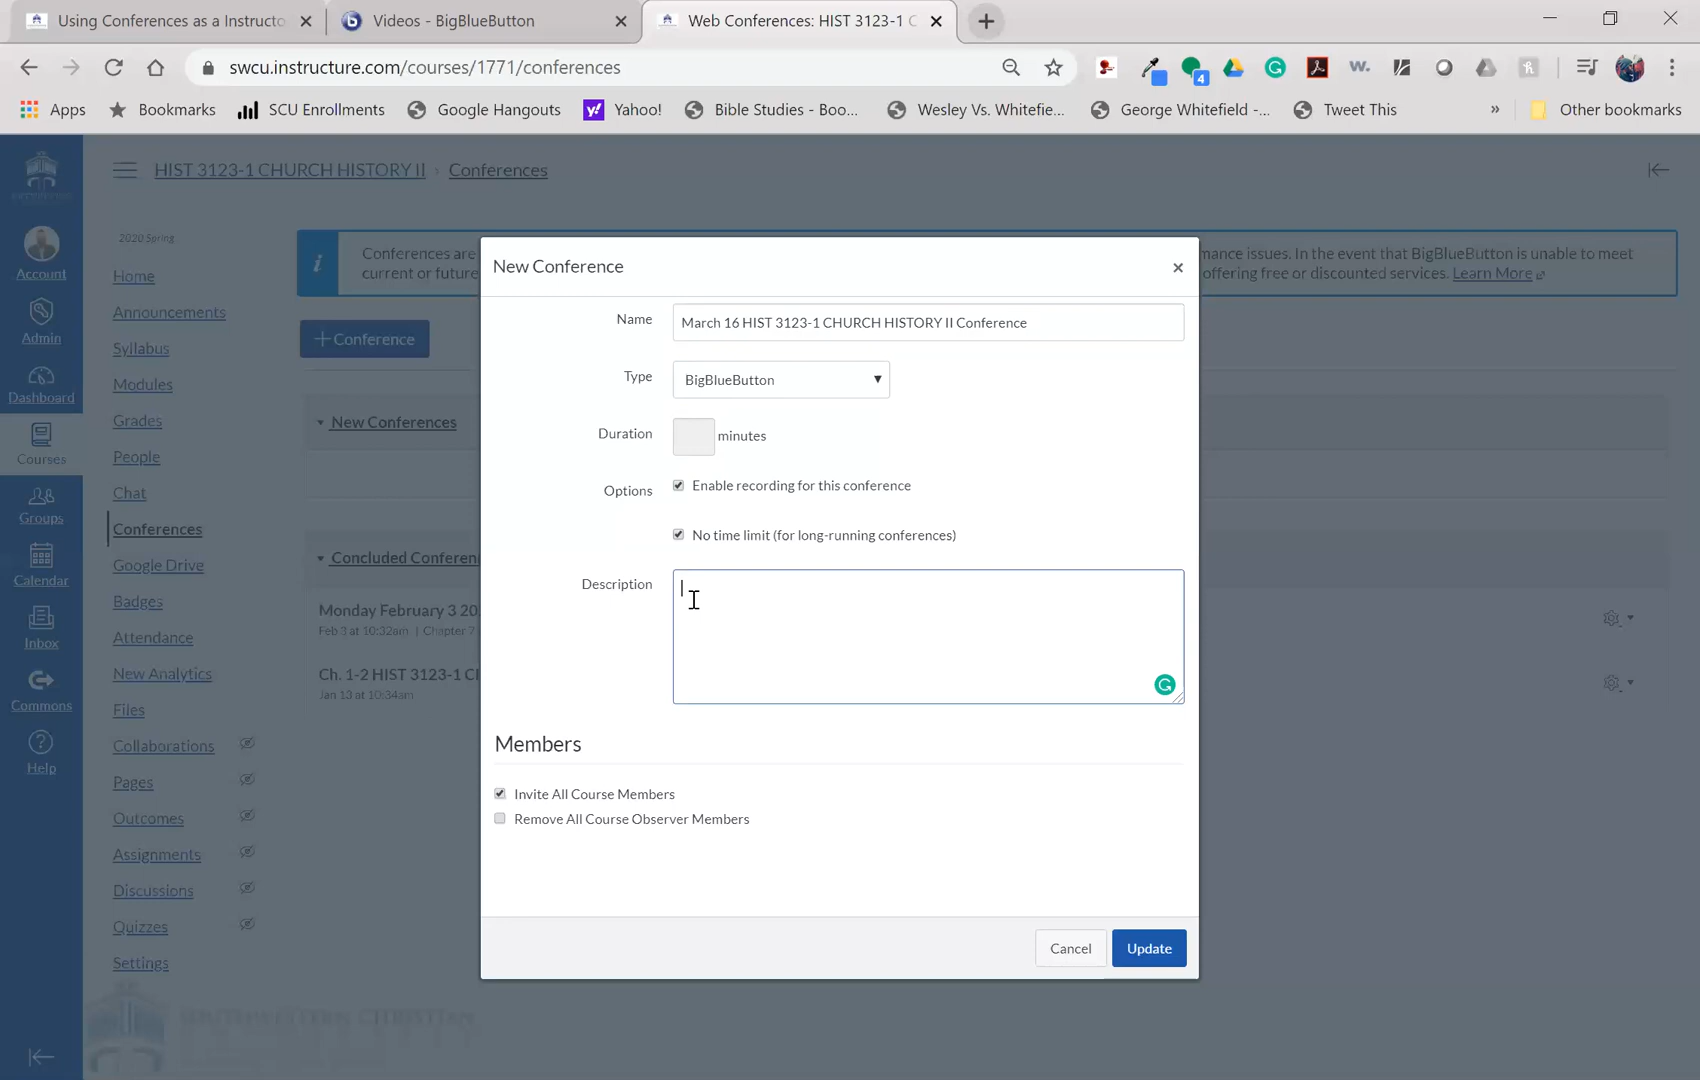 Using Conferences as a Instructo
Videos - BigBlueButton
Web Conferences: HIST 3123-1 C
swcu.instructure.com/courses/1771/conferences
4
Apps
Bookmarks
SCU Enrollments
Google Hangouts
Yahoo!
Bible Studies - Boo...
Wesley Vs. Whitefie...
George Whitefield -...
Tweet This
»
Other bookmarks
HIST 3123-1 CHURCH HISTORY II › Conferences
Account
Admin
Dashboard
Courses
Groups
Calendar
Inbox
Commons
Help
2020 Spring
Home
Announcements
Syllabus
Modules
Grades
People
Chat
Conferences
Google Drive
Badges
Attendance
New Analytics
Files
Collaborations
Pages
Outcomes
Assignments
Discussions
Quizzes
Settings
Conferences are
mance issues. In the event that BigBlueButton is unable to meet
current or future
offering free or discounted services. Learn More
+ Conference
New Conferences
Concluded Conferen
Monday February 3 20
Feb 3 at 10:32am | Chapter 7
Ch. 1-2 HIST 3123-1 C
Jan 13 at 10:34am
New Conference
×
Name
March 16 HIST 3123-1 CHURCH HISTORY II Conference
Type
BigBlueButton
Duration
minutes
Options
Enable recording for this conference
No time limit (for long-running conferences)
Description
Members
Invite All Course Members
Remove All Course Observer Members
Cancel
Update